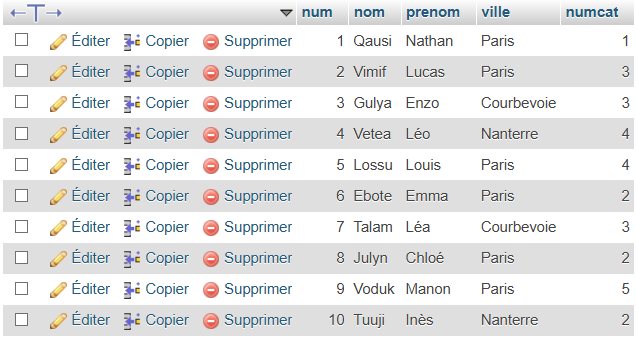 num nom prenom ville numcat
Éditer Copier Supprimer 1 Qausi Nathan Paris 1
Éditer Copier Supprimer 2 Vimif Lucas Paris 3
Éditer Copier Supprimer 3 Gulya Enzo Courbevoie 3
Éditer Copier Supprimer 4 Vetea Léo Nanterre 4
Éditer Copier Supprimer 5 Lossu Louis Paris 4
Éditer Copier Supprimer 6 Ebote Emma Paris 2
Éditer Copier Supprimer 7 Talam Léa Courbevoie 3
Éditer Copier Supprimer 8 Julyn Chloé Paris 2
Éditer Copier Supprimer 9 Voduk Manon Paris 5
Éditer Copier Supprimer 10 Tuuji Inès Nanterre 2